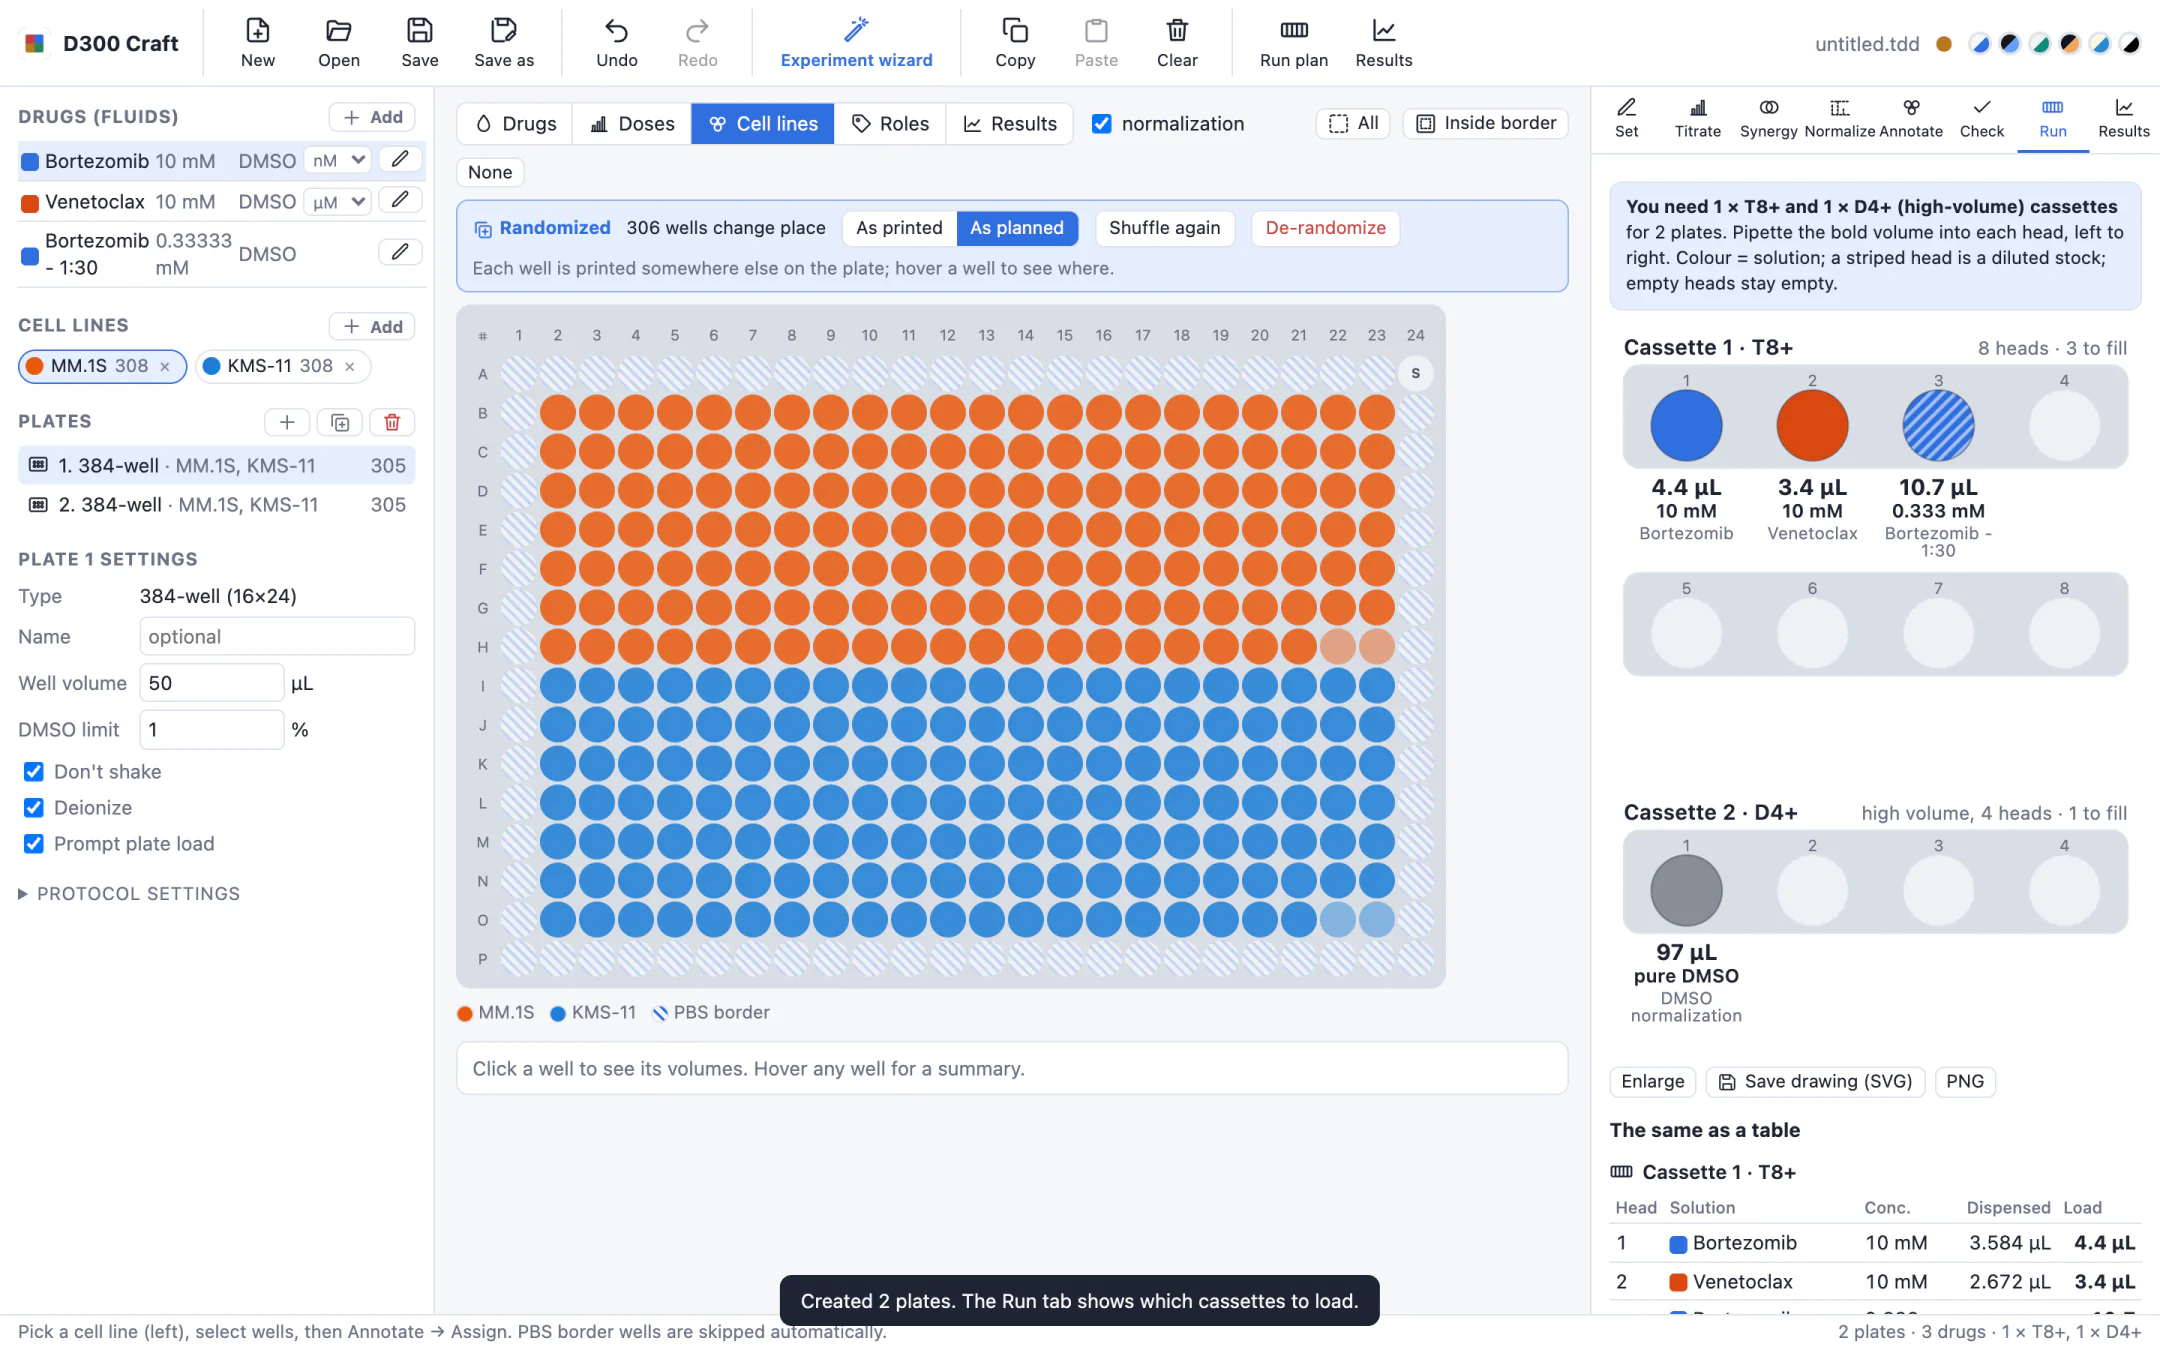 D300 Craft
New
Open
Save
Save as
Undo
Redo
Experiment wizard
Copy
Paste
Clear
Run plan
Results
untitled.tdd
DRUGS (FLUIDS)
Add
Bortezomib 10 mM DMSO nM
Venetoclax 10 mM DMSO µM
Bortezomib 0.33333 DMSO
- 1:30 mM
CELL LINES
Add
MM.1S 308 ×
KMS-11 308 ×
PLATES
1. 384-well · MM.1S, KMS-11 305
2. 384-well · MM.1S, KMS-11 305
PLATE 1 SETTINGS
Type 384-well (16×24)
Name optional
Well volume 50 µL
DMSO limit 1 %
Don't shake
Deionize
Prompt plate load
PROTOCOL SETTINGS
Drugs
Doses
Cell lines
Roles
Results
normalization
All
Inside border
None
Randomized 306 wells change place
As printed
As planned
Shuffle again
De-randomize
Each well is printed somewhere else on the plate; hover a well to see where.
# 1 2 3 4 5 6 7 8 9 10 11 12 13 14 15 16 17 18 19 20 21 22 23 24
A S
B
C
D
E
F
G
H
I
J
K
L
M
N
O
P
MM.1S KMS-11 PBS border
Click a well to see its volumes. Hover any well for a summary.
Set
Titrate
Synergy
Normalize
Annotate
Check
Run
Results
You need 1 × T8+ and 1 × D4+ (high-volume) cassettes
for 2 plates. Pipette the bold volume into each head, left to
right. Colour = solution; a striped head is a diluted stock;
empty heads stay empty.
Cassette 1 · T8+ 8 heads · 3 to fill
1 2 3 4
4.4 µL 3.4 µL 10.7 µL
10 mM 10 mM 0.333 mM
Bortezomib Venetoclax Bortezomib -
1:30
5 6 7 8
Cassette 2 · D4+ high volume, 4 heads · 1 to fill
1 2 3 4
97 µL
pure DMSO
DMSO
normalization
Enlarge
Save drawing (SVG)
PNG
The same as a table
Cassette 1 · T8+
Head Solution Conc. Dispensed Load
1 Bortezomib 10 mM 3.584 µL 4.4 µL
2 Venetoclax 10 mM 2.672 µL 3.4 µL
Created 2 plates. The Run tab shows which cassettes to load.
Pick a cell line (left), select wells, then Annotate → Assign. PBS border wells are skipped automatically.
2 plates · 3 drugs · 1 × T8+, 1 × D4+